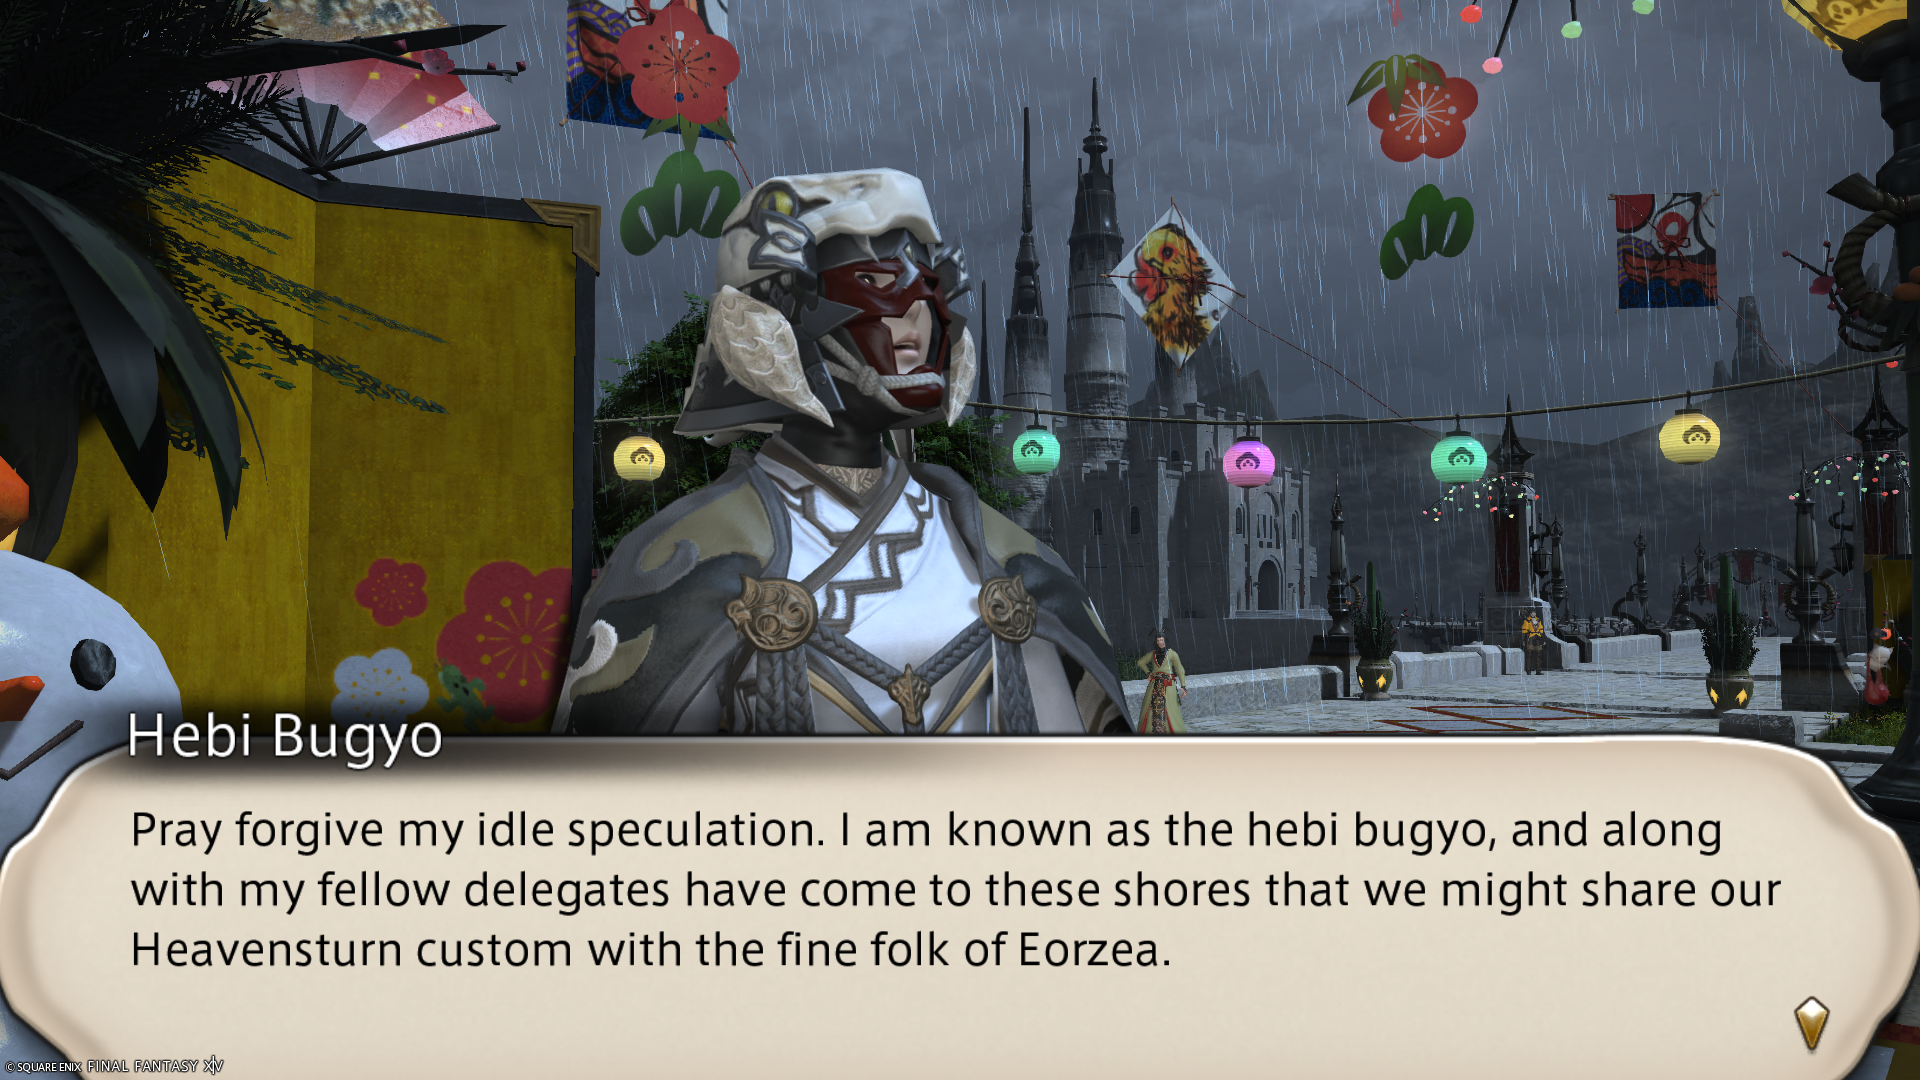 Hebi Bugyo
Pray forgive my idle speculation. I am known as the hebi bugyo, and along
with my fellow delegates have come to these shores that we might share our
Heavensturn custom with the fine folk of Eorzea.
© SQUARE ENIX FINAL FANTASY XIV